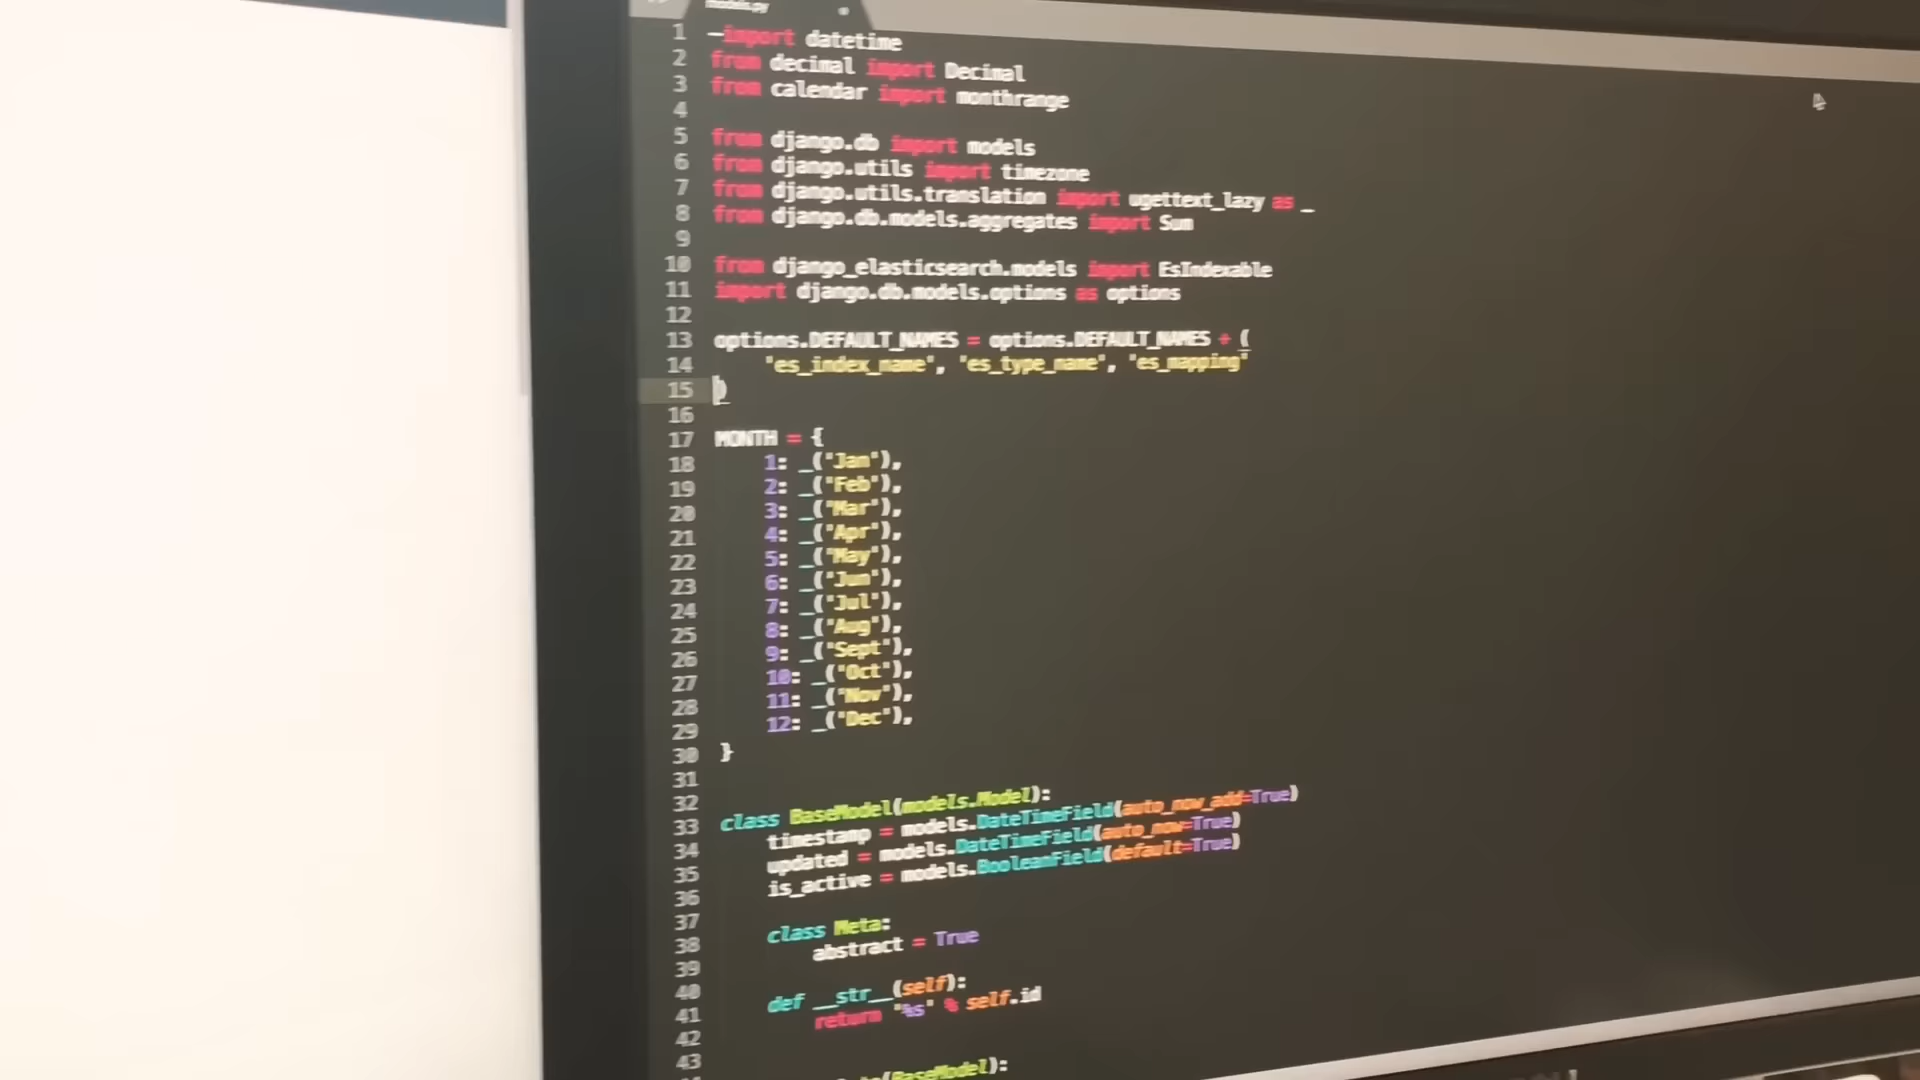 models.py
1 import datetime
2 from decimal import Decimal
3 from calendar import monthrange
4
5 from django.db import models
6 from django.utils import timezone
7 from django.utils.translation import ugettext_lazy as _
8 from django.db.models.aggregates import Sum
9
10 from django_elasticsearch.models import EsIndexable
11 import django.db.models.options as options
12
13 options.DEFAULT_NAMES = options.DEFAULT_NAMES + (
14     "es_index_name", "es_type_name", "es_mapping"
15 )
16
17 MONTH = {
18     1: _("Jan"),
19     2: _("Feb"),
20     3: _("Mar"),
21     4: _("Apr"),
22     5: _("May"),
23     6: _("Jun"),
24     7: _("Jul"),
25     8: _("Aug"),
26     9: _("Sept"),
27     10: _("Oct"),
28     11: _("Nov"),
29     12: _("Dec"),
30 }
31
32
33 class BaseModel(models.Model):
34     timestamp = models.DateTimeField(auto_now_add=True)
35     updated = models.DateTimeField(auto_now=True)
36     is_active = models.BooleanField(default=True)
37
38     class Meta:
39         abstract = True
40
41     def __str__(self):
42         return "%s" % self.id
43
(BaseModel):